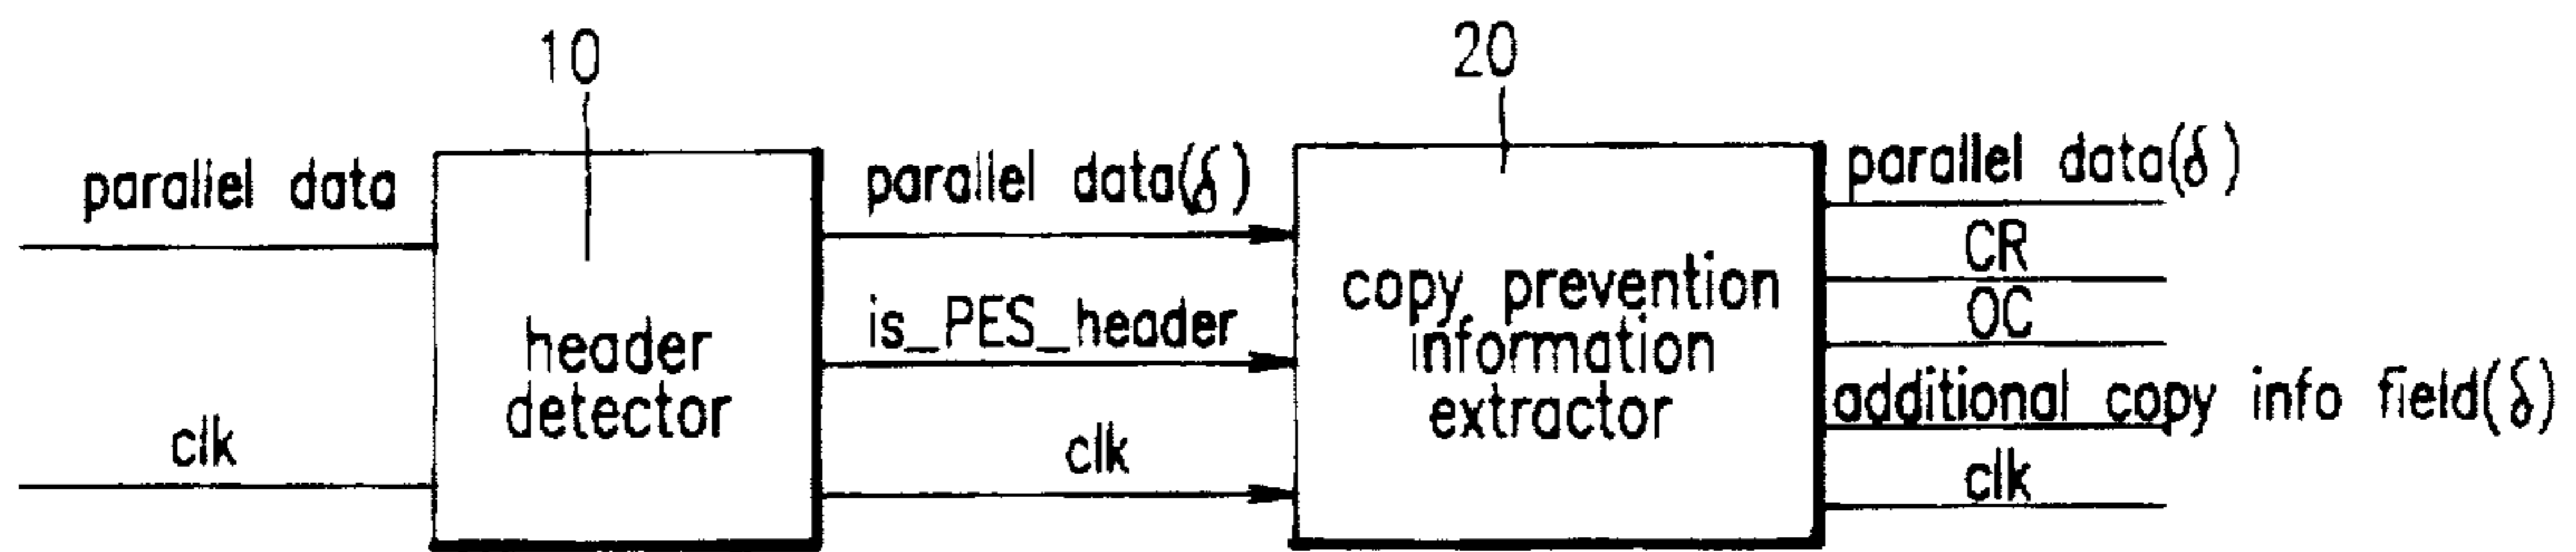 10
20
parallel data
clk
header
detector
parallel data(δ)
is_PES_header
clk
copy prevention
information
extractor
parallel data(δ)
CR
OC
additional copy info field(δ)
clk